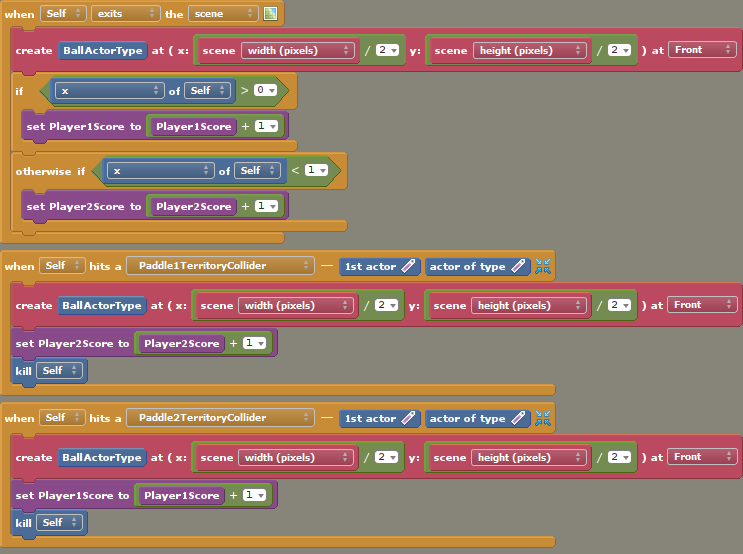 when Self exits the scene
create BallActorType at ( x: scene width (pixels) / 2 y: scene height (pixels) / 2 ) at Front
if x of Self > 0
set Player1Score to Player1Score + 1
otherwise if x of Self < 1
set Player2Score to Player2Score + 1
when Self hits a Paddle1TerritoryCollider — 1st actor actor of type
create BallActorType at ( x: scene width (pixels) / 2 y: scene height (pixels) / 2 ) at Front
set Player2Score to Player2Score + 1
kill Self
when Self hits a Paddle2TerritoryCollider — 1st actor actor of type
create BallActorType at ( x: scene width (pixels) / 2 y: scene height (pixels) / 2 ) at Front
set Player1Score to Player1Score + 1
kill Self